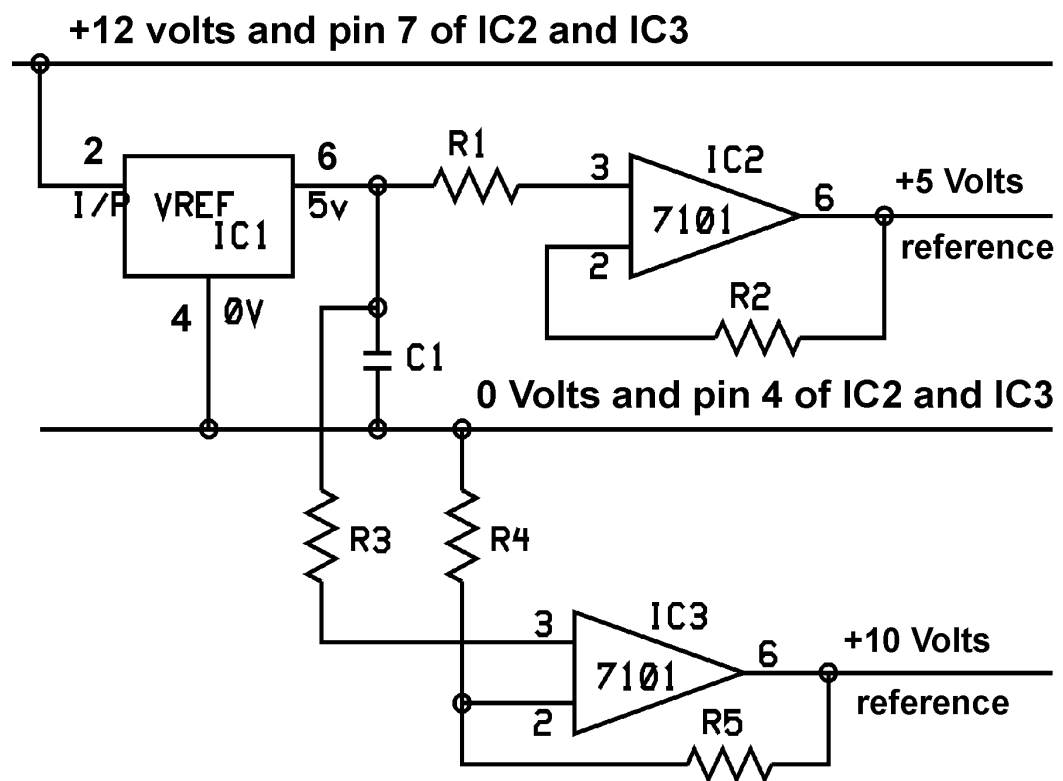 +12 volts and pin 7 of IC2 and IC3
2
I/P
VREF
IC1
6
5v
4
0V
R1
3
2
IC2
7101
6
+5 Volts
reference
R2
C1
0 Volts and pin 4 of IC2 and IC3
R3
R4
3
2
IC3
7101
6
+10 Volts
reference
R5